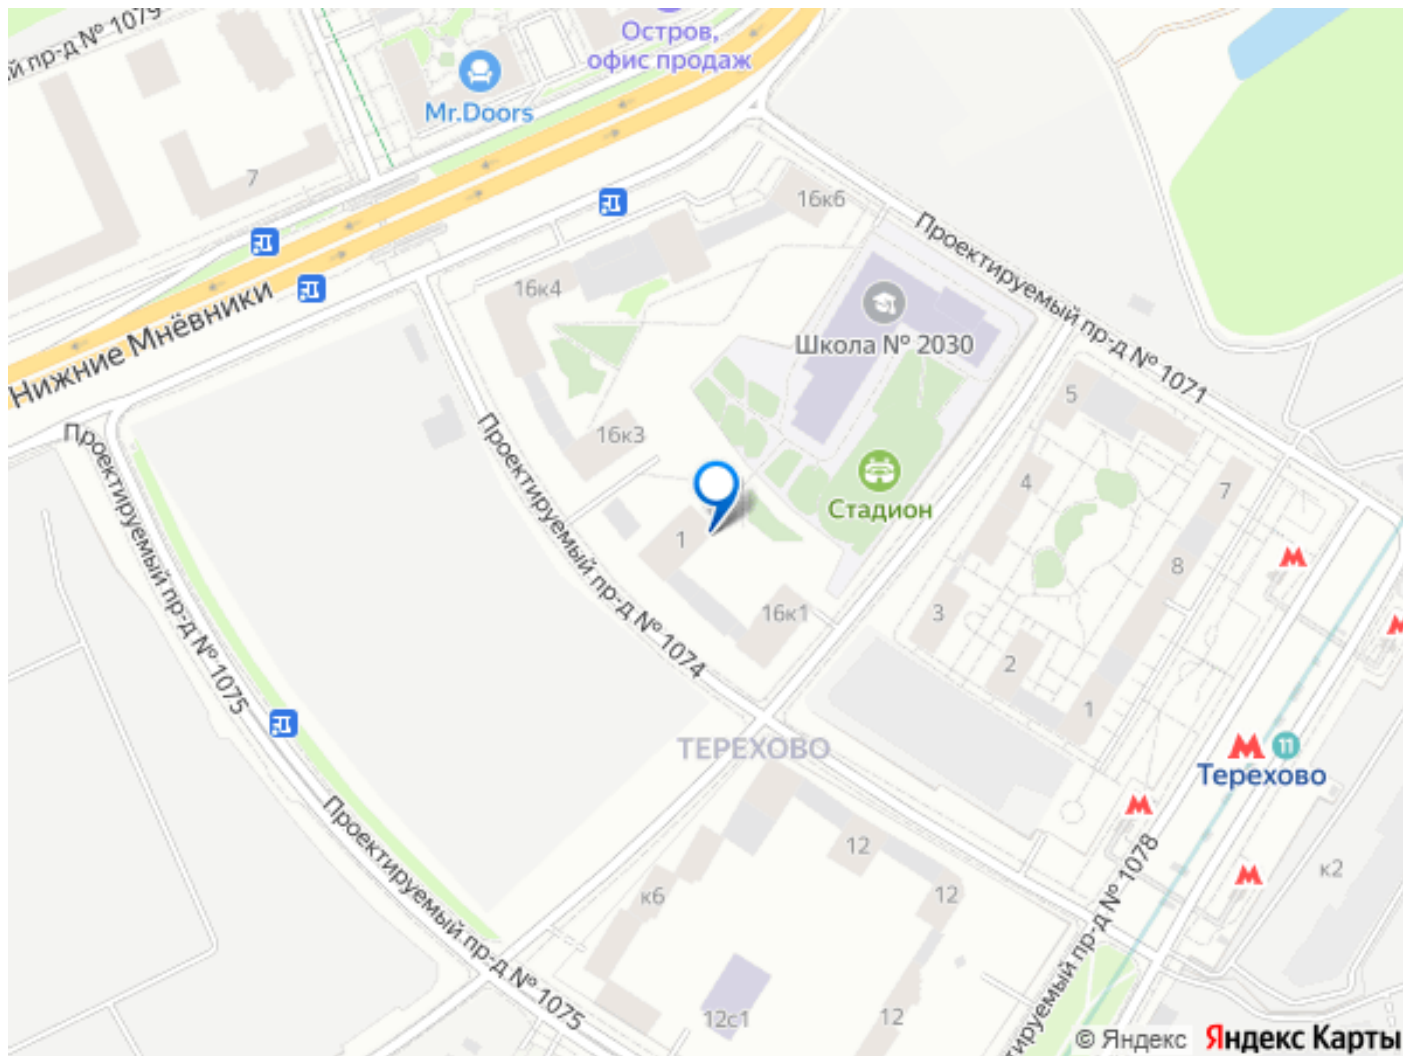 ый пр-д № 1079
Остров,
офис продаж
Mr.Doors
7
16к6
Проектируемый пр-д № 1071
16к4
Нижние Мнёвники
Школа № 2030
5
Проектируемый пр-д № 1075
16к3
Проектируемый пр-д № 1074
Стадион
4
7
1
8
16к1
3
2
1
ТЕРЕХОВО
М
11
Терехово
Проектируемый пр-д № 1075
12
к6
12
к2
тируемый пр-д № 1078
12с1
12
© Яндекс
Яндекс Карты